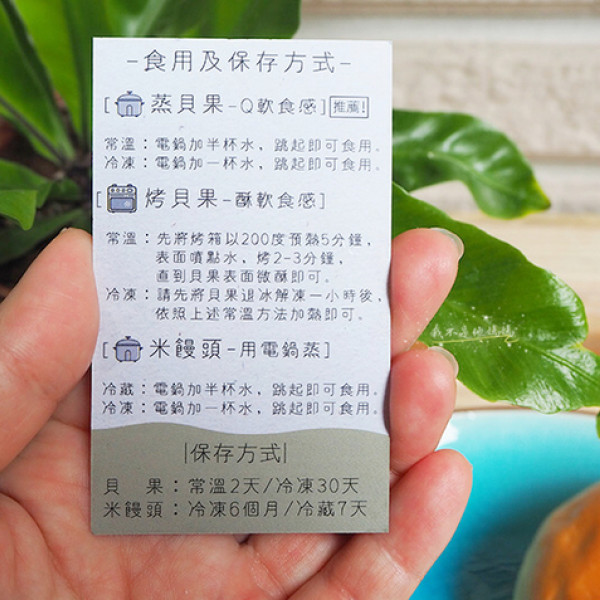 -食用及保存方式-
[蒸貝果-Q軟食感] 推薦!
常溫：電鍋加半杯水，跳起即可食用。
冷凍：電鍋加一杯水，跳起即可食用。
[烤貝果-酥軟食感]
常溫：先將烤箱以200度預熱5分鐘，
表面噴點水，烤2-3分鐘，
直到貝果表面微酥即可。
冷凍：請先將貝果退冰解凍一小時後，
依照上述常溫方法加熱即可。
[米饅頭-用電鍋蒸]
冷藏：電鍋加半杯水，跳起即可食用。
冷凍：電鍋加一杯水，跳起即可食用。
|保存方式|
貝 果：常溫2天/冷凍30天
米饅頭：冷凍6個月/冷藏7天